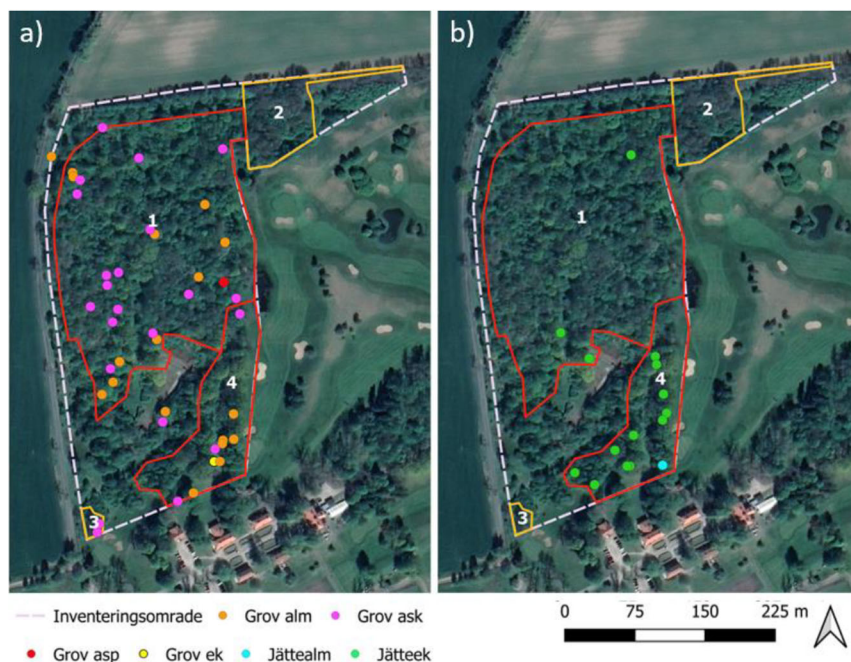 a)
b)
2
2
1
1
4
4
3
3
Inventeringsomrade Grov alm Grov ask
Grov asp Grov ek Jättealm Jätteek
0 75 150 225 m